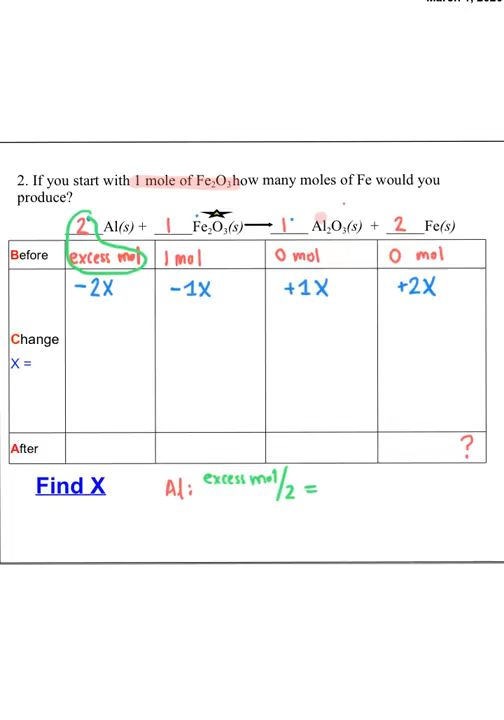 2. If you start with 1 mole of Fe₂O₃ how many moles of Fe would you
produce?
2 Al(s) + 1 Fe₂O₃(s) → 1 Al₂O₃(s) + 2 Fe(s)
Before excess mol 1 mol 0 mol 0 mol
-2X -1X +1X +2X
Change
X =
After ?
Find X Al: excess mol/2 =